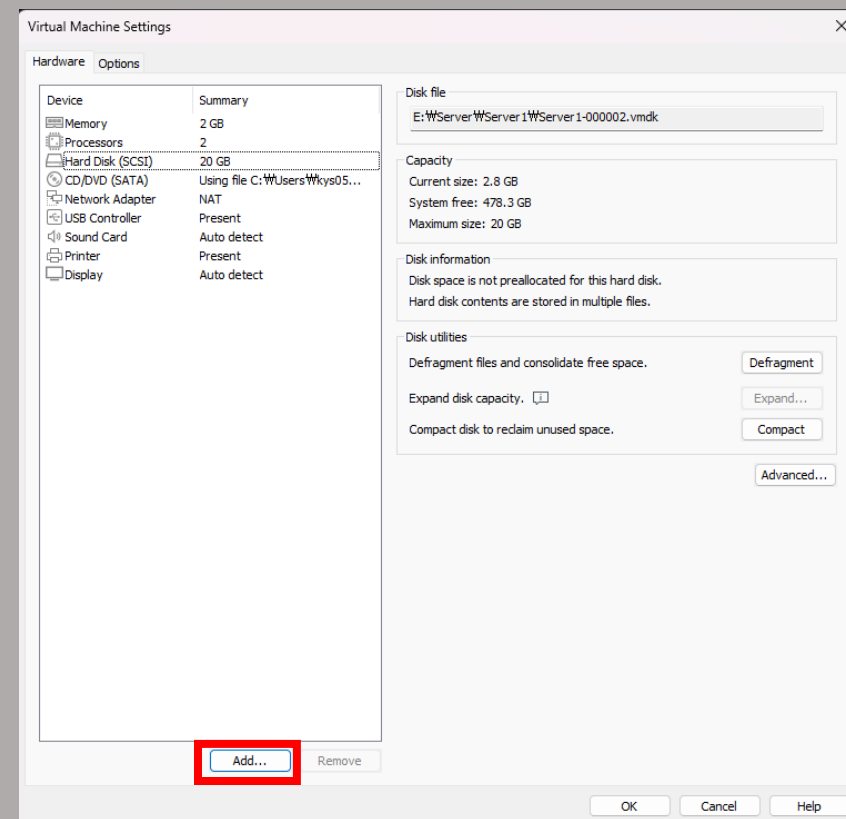 Virtual Machine Settings
Hardware Options
Device Summary
Memory 2 GB
Processors 2
Hard Disk (SCSI) 20 GB
CD/DVD (SATA) Using file C:₩Users₩kys05...
Network Adapter NAT
USB Controller Present
Sound Card Auto detect
Printer Present
Display Auto detect
Add... Remove
Disk file
E:₩Server₩Server1₩Server1-000002.vmdk
Capacity
Current size: 2.8 GB
System free: 478.3 GB
Maximum size: 20 GB
Disk information
Disk space is not preallocated for this hard disk.
Hard disk contents are stored in multiple files.
Disk utilities
Defragment files and consolidate free space. Defragment
Expand disk capacity. Expand...
Compact disk to reclaim unused space. Compact
Advanced...
OK Cancel Help